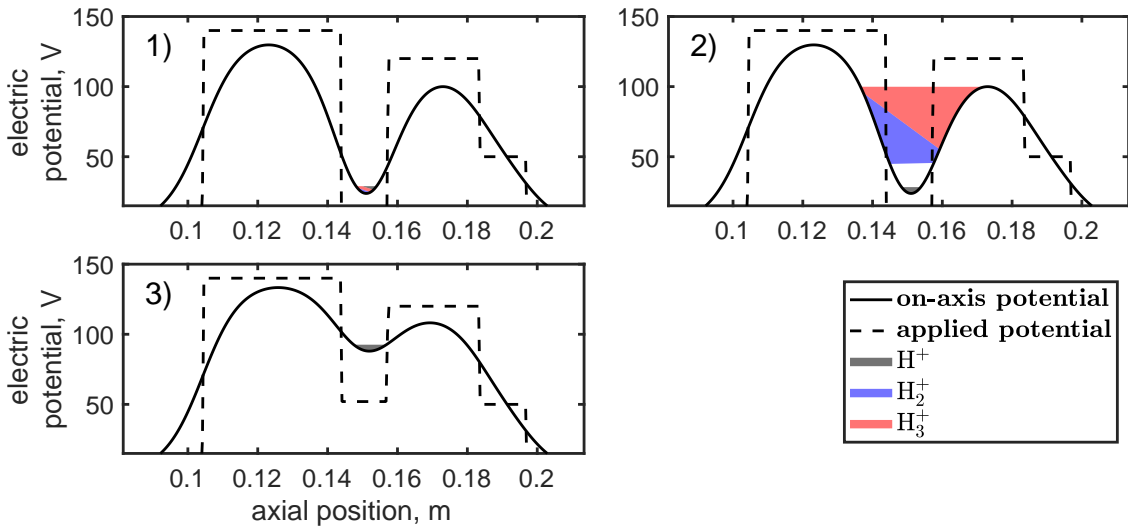 150
100
50
electric
potential, V
1)
0.1 0.12 0.14 0.16 0.18 0.2
150
100
50
2)
0.1 0.12 0.14 0.16 0.18 0.2
150
100
50
electric
potential, V
3)
0.1 0.12 0.14 0.16 0.18 0.2
axial position, m
on-axis potential
applied potential
H⁺
H₂⁺
H₃⁺